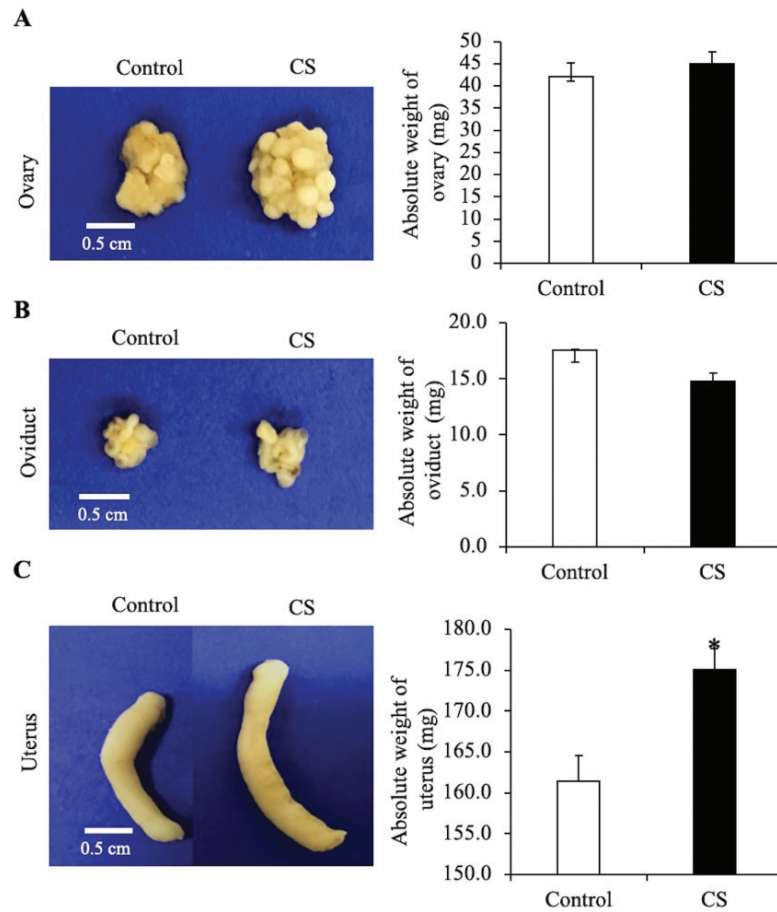 A
Control CS
Ovary
0.5 cm
Absolute weight of
ovary (mg)
50
45
40
35
30
25
20
15
10
5
0
Control CS
B
Control CS
Oviduct
0.5 cm
Absolute weight of
oviduct (mg)
20.0
15.0
10.0
5.0
0.0
Control CS
C
Control CS
Uterus
0.5 cm
Absolute weight of
uterus (mg)
180.0
175.0
170.0
165.0
160.0
155.0
150.0
*
Control CS